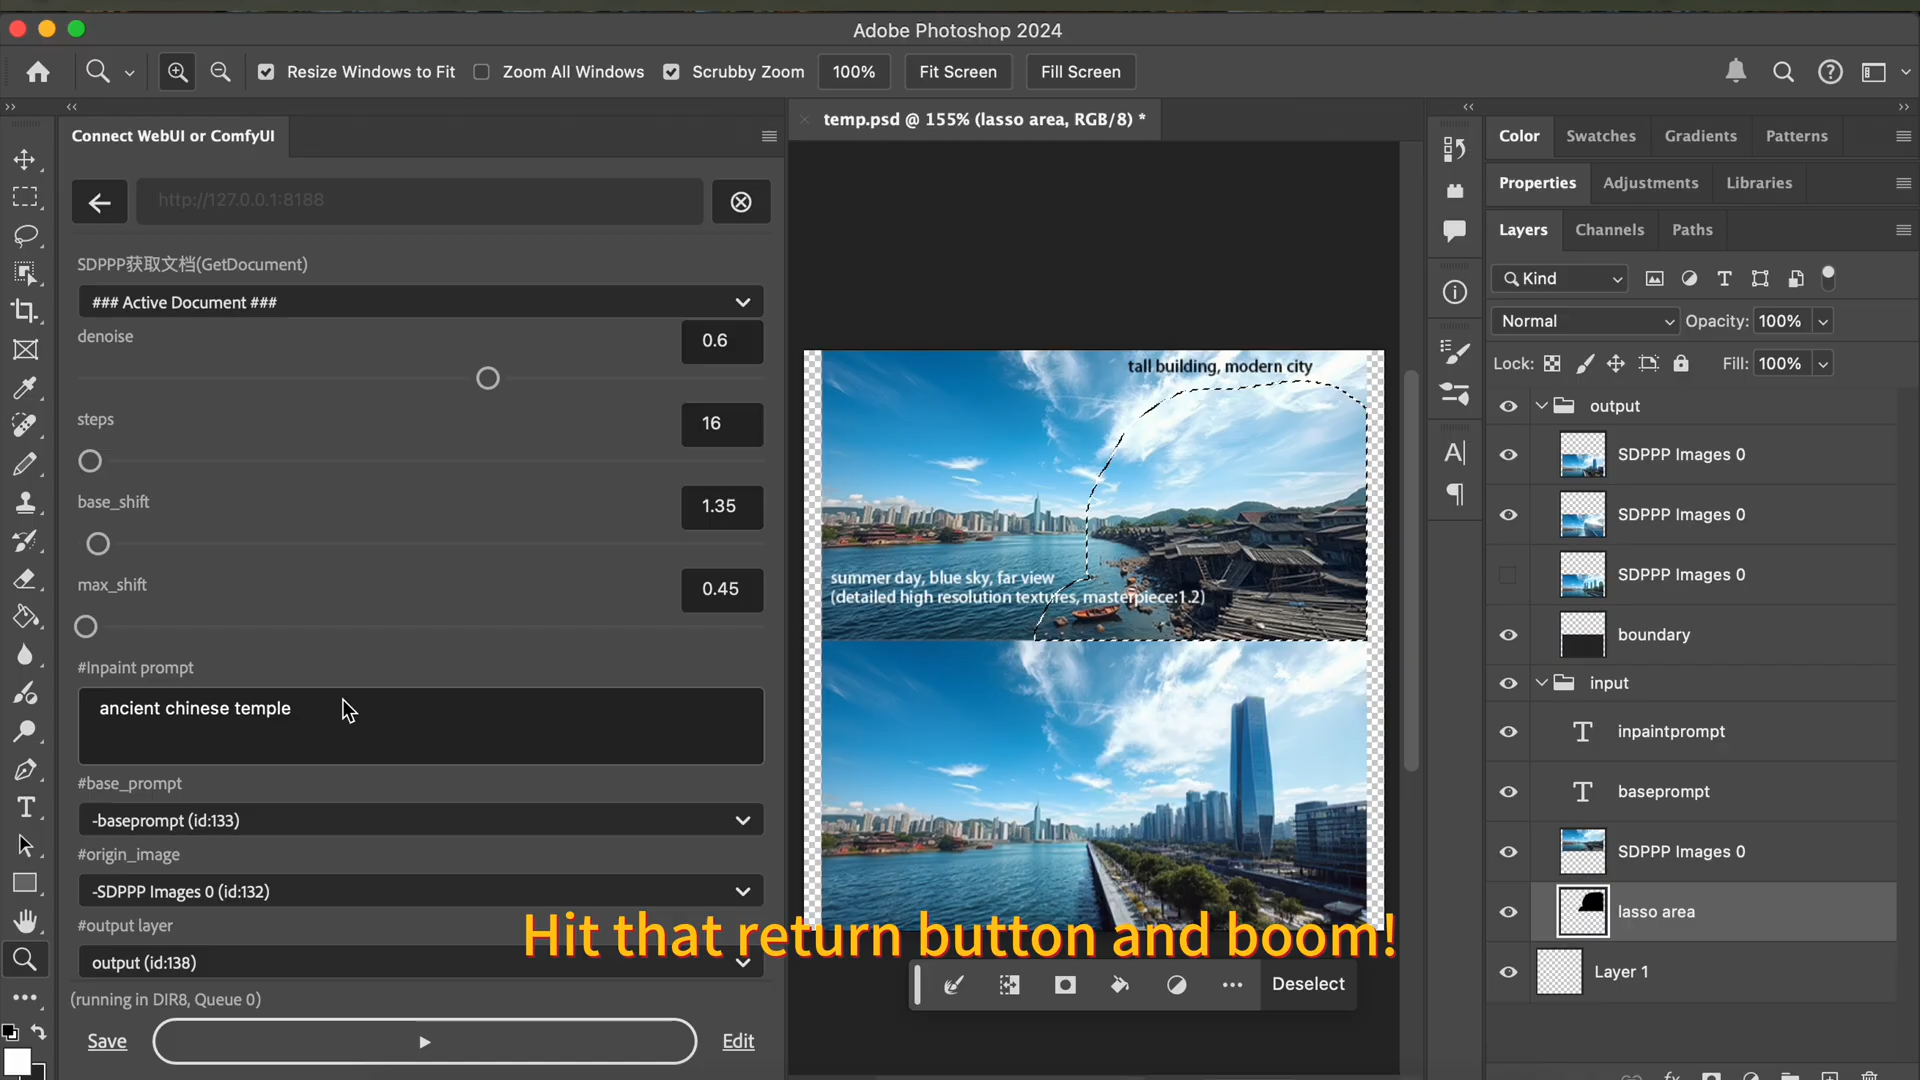 Adobe Photoshop 2024
Resize Windows to Fit
Zoom All Windows
Scrubby Zoom
100%
Fit Screen
Fill Screen
Connect WebUI or ComfyUI
http://127.0.0.1:8188
SDPPP获取文档(GetDocument)
### Active Document ###
denoise
0.6
steps
16
base_shift
1.35
max_shift
0.45
#Inpaint prompt
ancient chinese temple
#base_prompt
-baseprompt (id:133)
#origin_image
-SDPPP Images 0 (id:132)
#output layer
output (id:138)
(running in DIR8, Queue 0)
Save
Edit
temp.psd @ 155% (lasso area, RGB/8) *
tall building, modern city
summer day, blue sky, far view
(detailed high resolution textures, masterpiece:1.2)
Hit that return button and boom!
Deselect
Color
Swatches
Gradients
Patterns
Properties
Adjustments
Libraries
Layers
Channels
Paths
Kind
Normal
Opacity: 100%
Lock:
Fill: 100%
output
SDPPP Images 0
SDPPP Images 0
SDPPP Images 0
boundary
input
inpaintprompt
baseprompt
SDPPP Images 0
lasso area
Layer 1